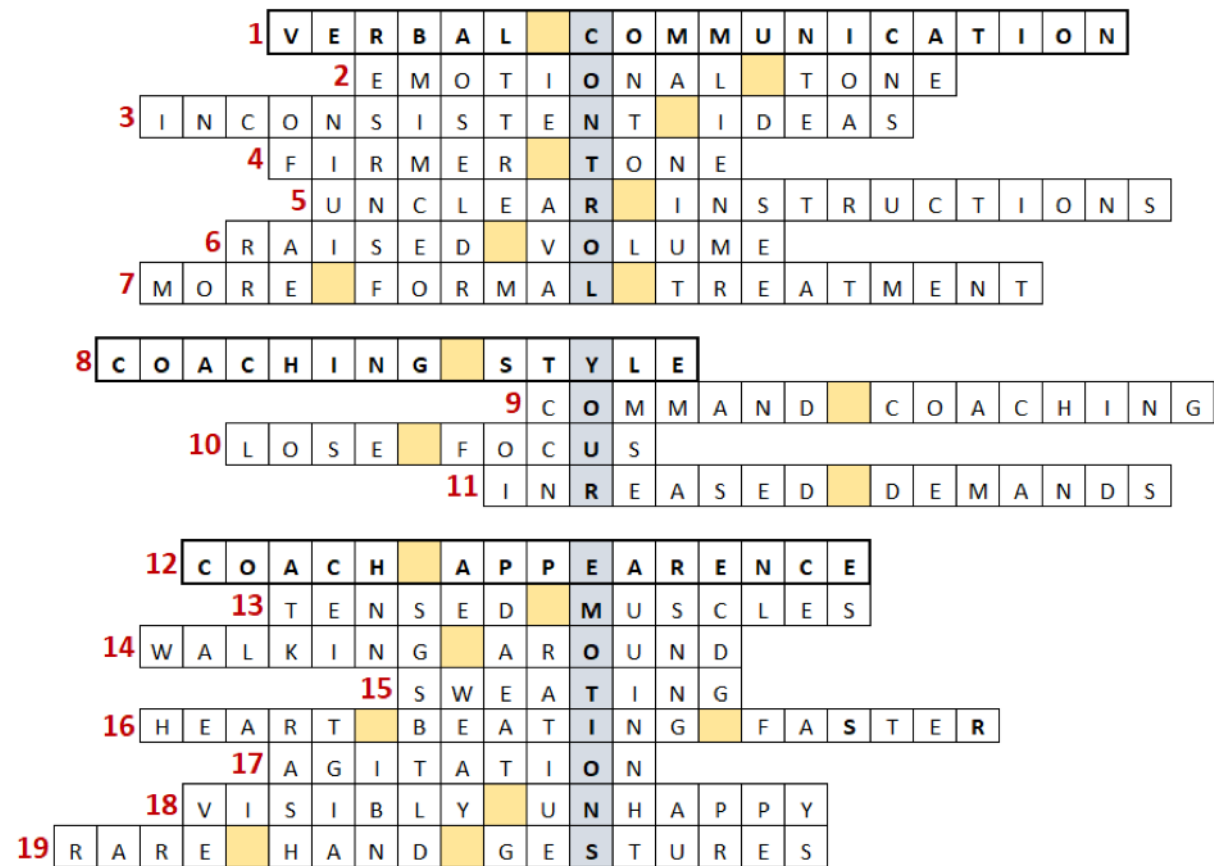 1 VERBAL COMMUNICATION
2 EMOTIONAL TONE
3 INCONSISTENT IDEAS
4 FIRMER TONE
5 UNCLEAR INSTRUCTIONS
6 RAISED VOLUME
7 MORE FORMAL TREATMENT
8 COACHING STYLE
9 COMMAND COACHING
10 LOSE FOCUS
11 INREASED DEMANDS
12 COACH APPEARENCE
13 TENSED MUSCLES
14 WALKING AROUND
15 SWEATING
16 HEART BEATING FASTER
17 AGITATION
18 VISIBLY UNHAPPY
19 RARE HAND GESTURES